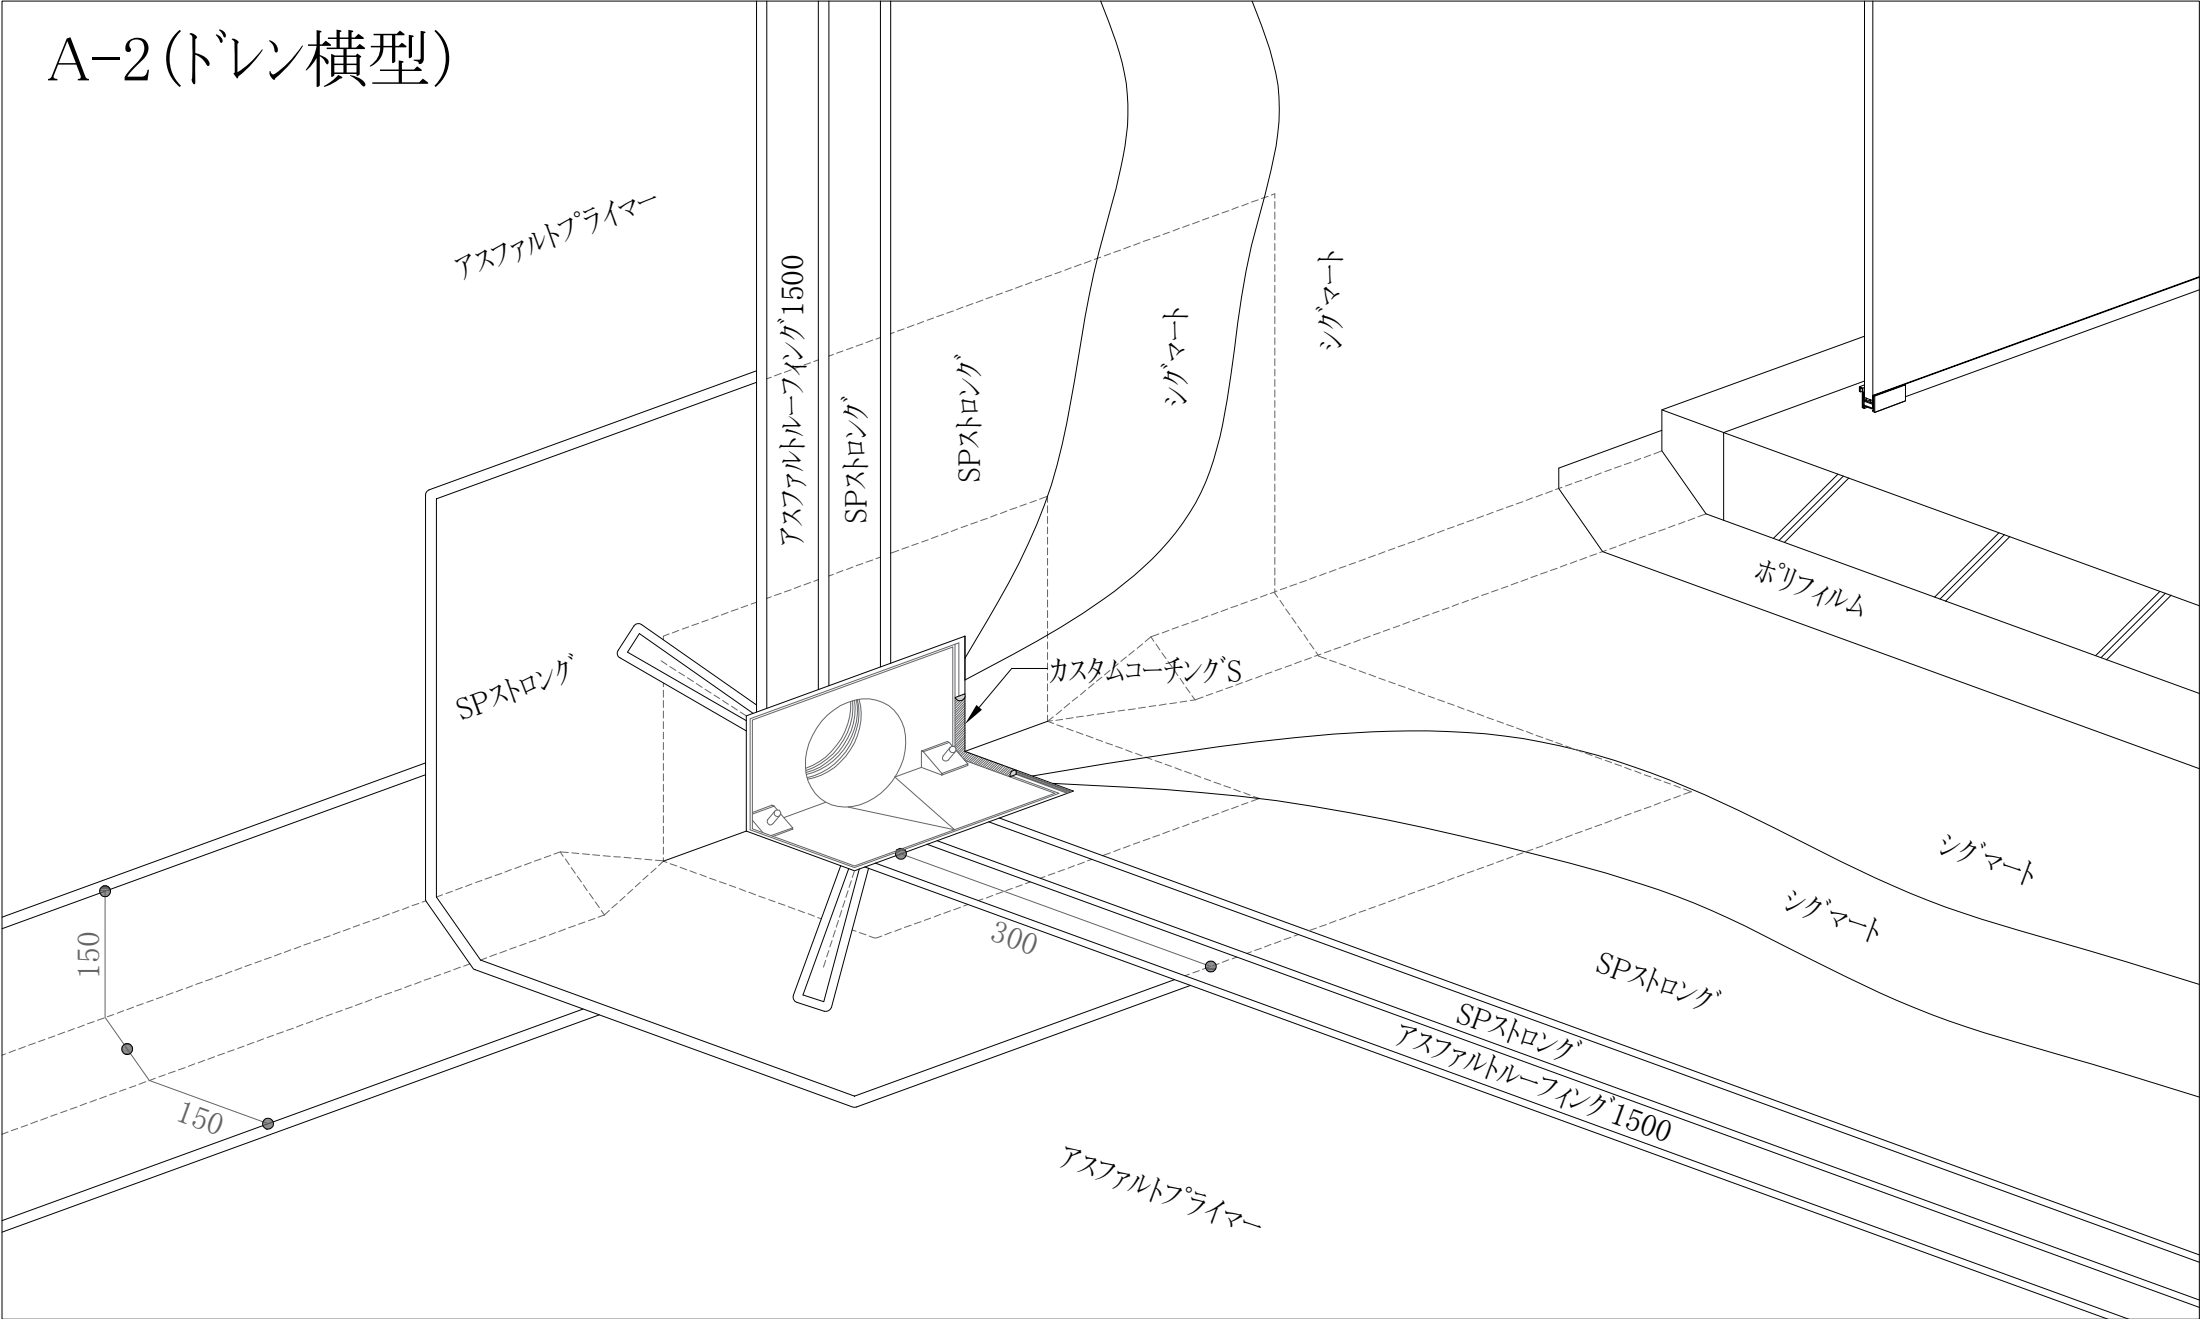 A-2(ドレン横型)
アスファルトプライマー
アスファルトルーフィング1500
SPストロング
SPストロング
シグマート
シグマート
ポリフィルム
SPストロング
カスタムコーチングS
シグマート
シグマート
SPストロング
SPストロング
アスファルトルーフィング1500
300
150
150
アスファルトプライマー